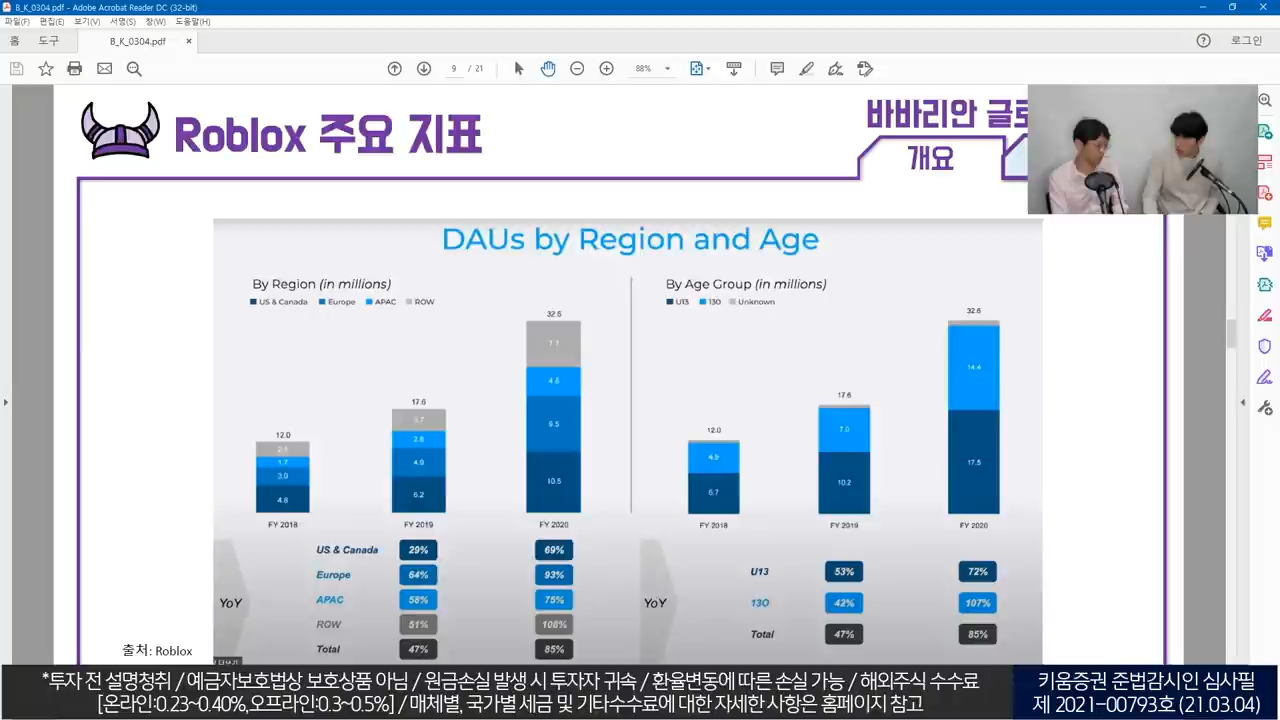 B_K_0304.pdf - Adobe Acrobat Reader DC (32-bit)
파일(F) 편집(E) 보기(V) 서명(S) 창(W) 도움말(H)
홈 도구 B_K_0304.pdf × 로그인
9 / 21 88%
Roblox 주요 지표
바바리안 글로
개요
DAUs by Region and Age
By Region (in millions)
US & Canada Europe APAC ROW
12.0
1.7
3.0
4.8
FY 2018
17.6
3.7
2.8
4.9
6.2
FY 2019
32.6
7.7
4.8
9.5
10.5
FY 2020
YoY
US & Canada 29% 69%
Europe 64% 93%
APAC 58% 75%
ROW 51% 108%
Total 47% 85%
By Age Group (in millions)
U13 13O Unknown
12.0
4.9
6.7
FY 2018
17.6
7.0
10.2
FY 2019
32.6
14.4
17.5
FY 2020
YoY
U13 53% 72%
13O 42% 107%
Total 47% 85%
출처: Roblox
*투자 전 설명청취 / 예금자보호법상 보호상품 아님 / 원금손실 발생 시 투자자 귀속 / 환율변동에 따른 손실 가능 / 해외주식 수수료
[온라인:0.23~0.40%,오프라인:0.3~0.5%] / 매체별, 국가별 세금 및 기타수수료에 대한 자세한 사항은 홈페이지 참고
키움증권 준법감시인 심사필
제 2021-00793호 (21.03.04)